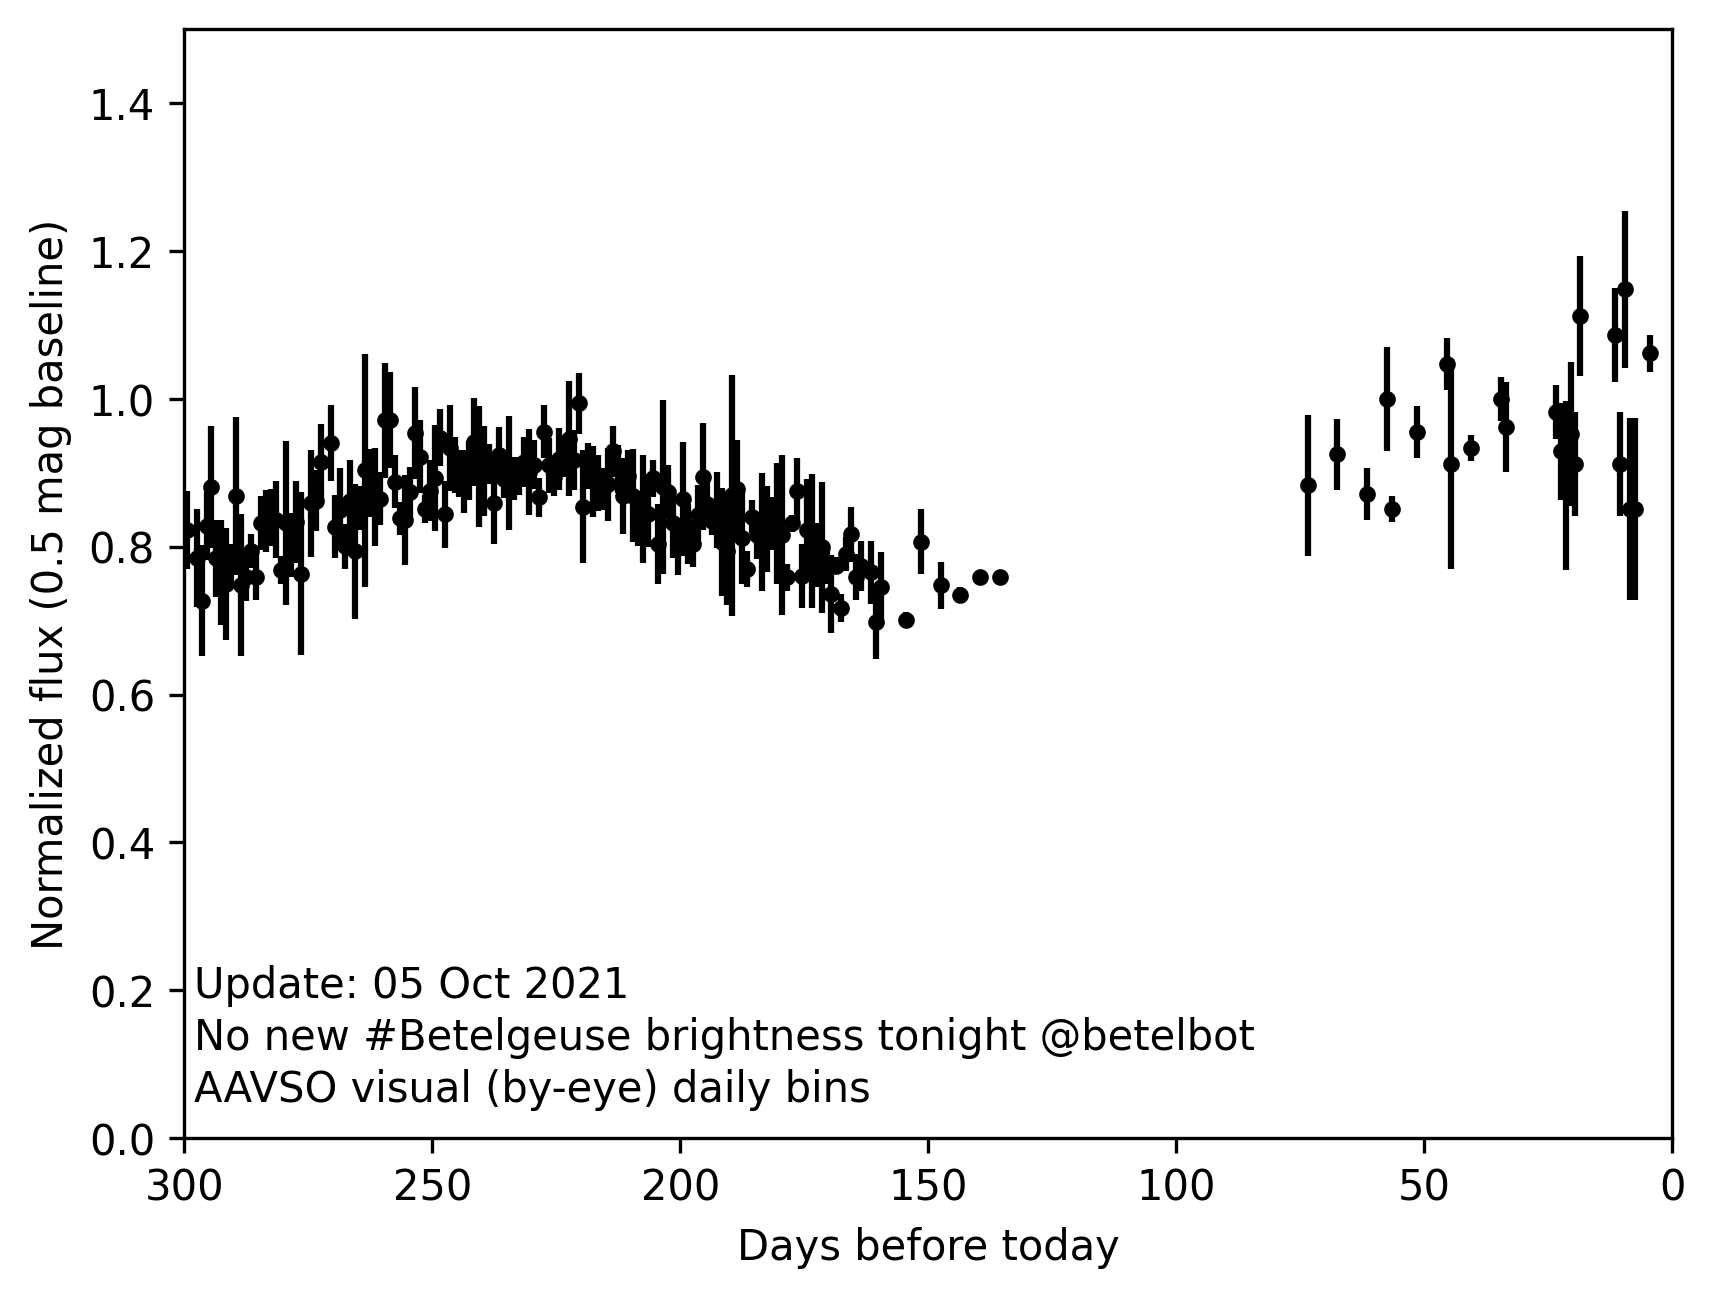 1.4
1.2
1.0
0.8
0.6
0.4
0.2
0.0
Normalized flux (0.5 mag baseline)
Update: 05 Oct 2021
No new #Betelgeuse brightness tonight @betelbot
AAVSO visual (by-eye) daily bins
300 250 200 150 100 50 0
Days before today